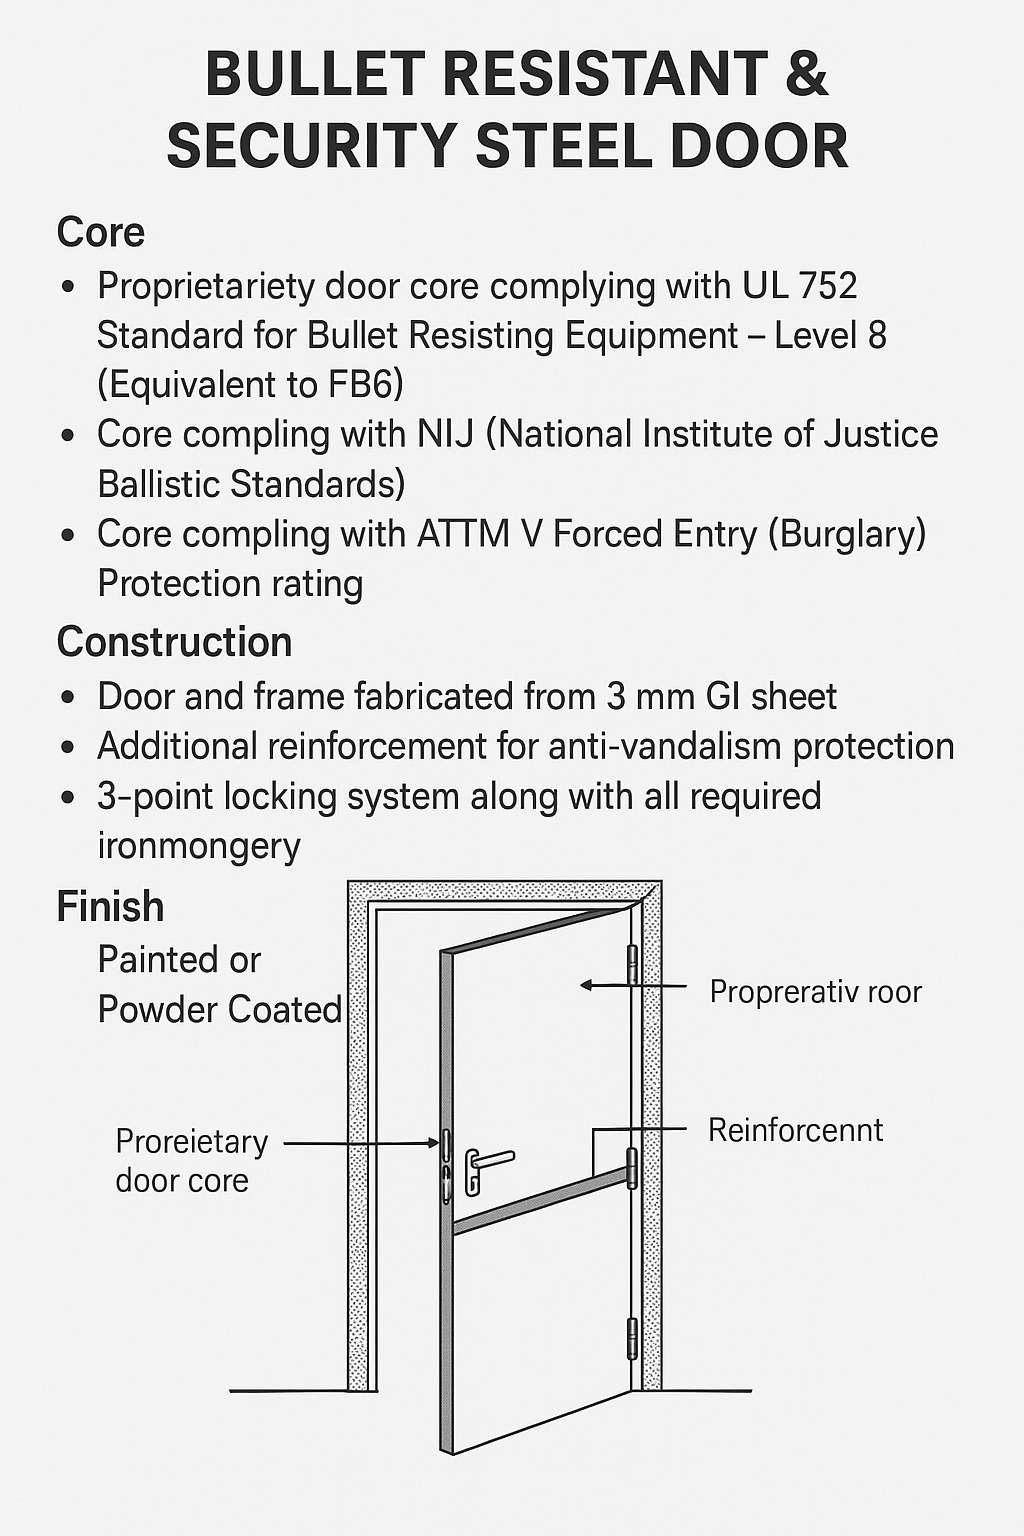 BULLET RESISTANT &
SECURITY STEEL DOOR
Core
• Proprietariety door core complying with UL 752
Standard for Bullet Resisting Equipment – Level 8
(Equivalent to FB6)
• Core compling with NIJ (National Institute of Justice
Ballistic Standards)
• Core compling with ATTM V Forced Entry (Burglary)
Protection rating
Construction
• Door and frame fabricated from 3 mm GI sheet
• Additional reinforcement for anti-vandalism protection
• 3-point locking system along with all required
ironmongery
Finish
Painted or
Powder Coated
Proprerativ roor
Reinforcennt
Proreietary
door core